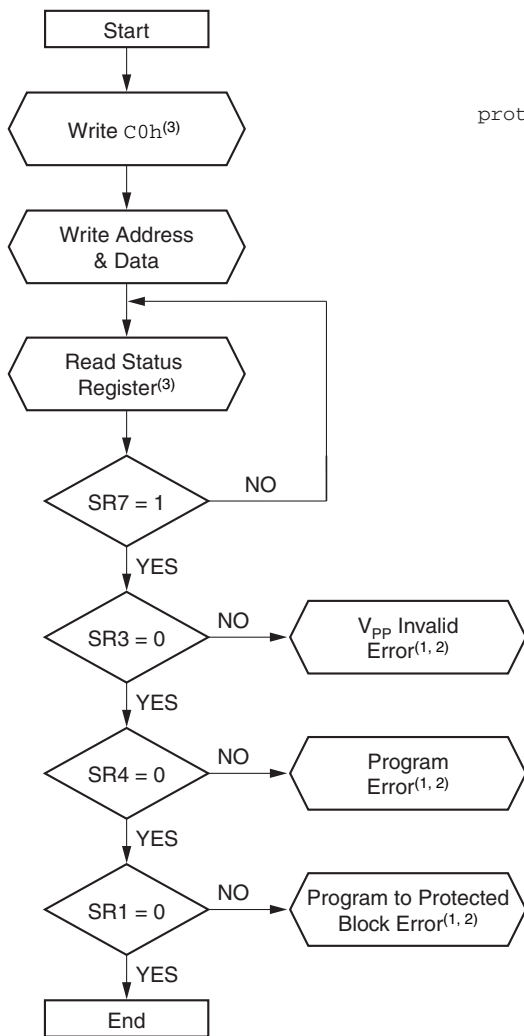 Start
Write C0h(3)
prot
Write Address
& Data
Read Status
Register(3)
SR7 = 1
NO
YES
SR3 = 0
NO
VPP Invalid
Error(1, 2)
YES
SR4 = 0
NO
Program
Error(1, 2)
YES
SR1 = 0
NO
Program to Protected
Block Error(1, 2)
YES
End